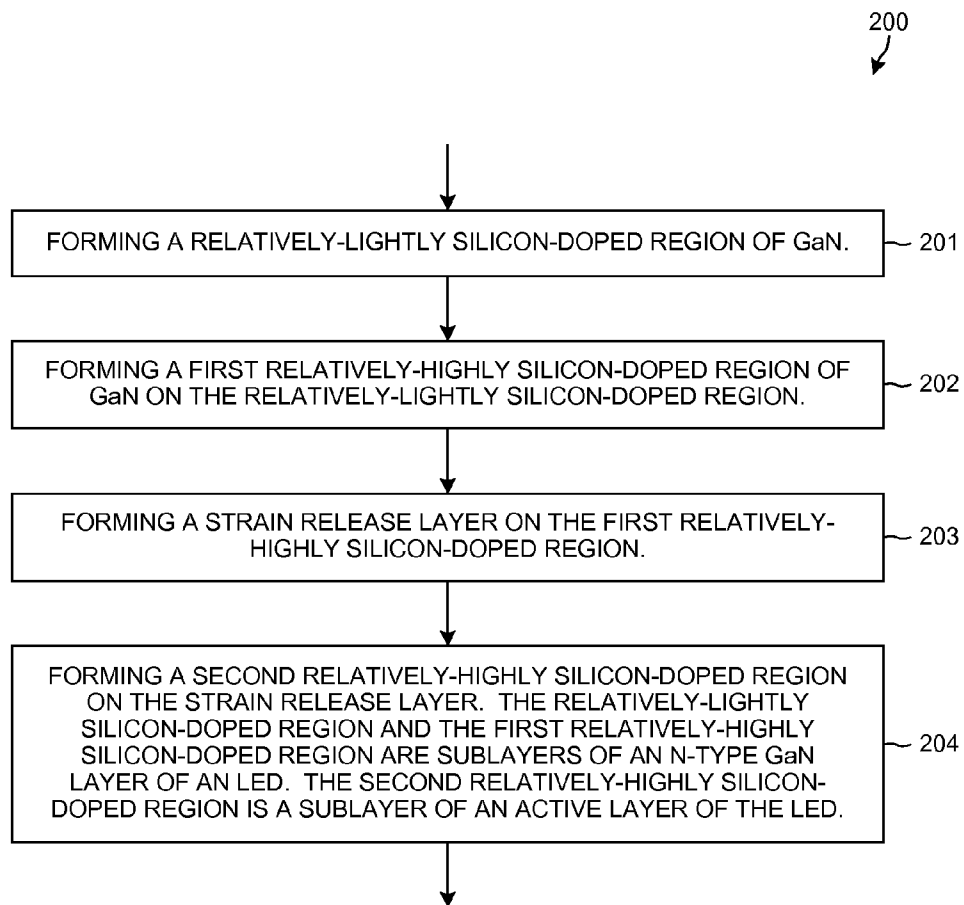 200
FORMING A RELATIVELY-LIGHTLY SILICON-DOPED REGION OF GaN.
201
FORMING A FIRST RELATIVELY-HIGHLY SILICON-DOPED REGION OF
GaN ON THE RELATIVELY-LIGHTLY SILICON-DOPED REGION.
202
FORMING A STRAIN RELEASE LAYER ON THE FIRST RELATIVELY-
HIGHLY SILICON-DOPED REGION.
203
FORMING A SECOND RELATIVELY-HIGHLY SILICON-DOPED REGION
ON THE STRAIN RELEASE LAYER. THE RELATIVELY-LIGHTLY
SILICON-DOPED REGION AND THE FIRST RELATIVELY-HIGHLY
SILICON-DOPED REGION ARE SUBLAYERS OF AN N-TYPE GaN
LAYER OF AN LED. THE SECOND RELATIVELY-HIGHLY SILICON-
DOPED REGION IS A SUBLAYER OF AN ACTIVE LAYER OF THE LED.
204